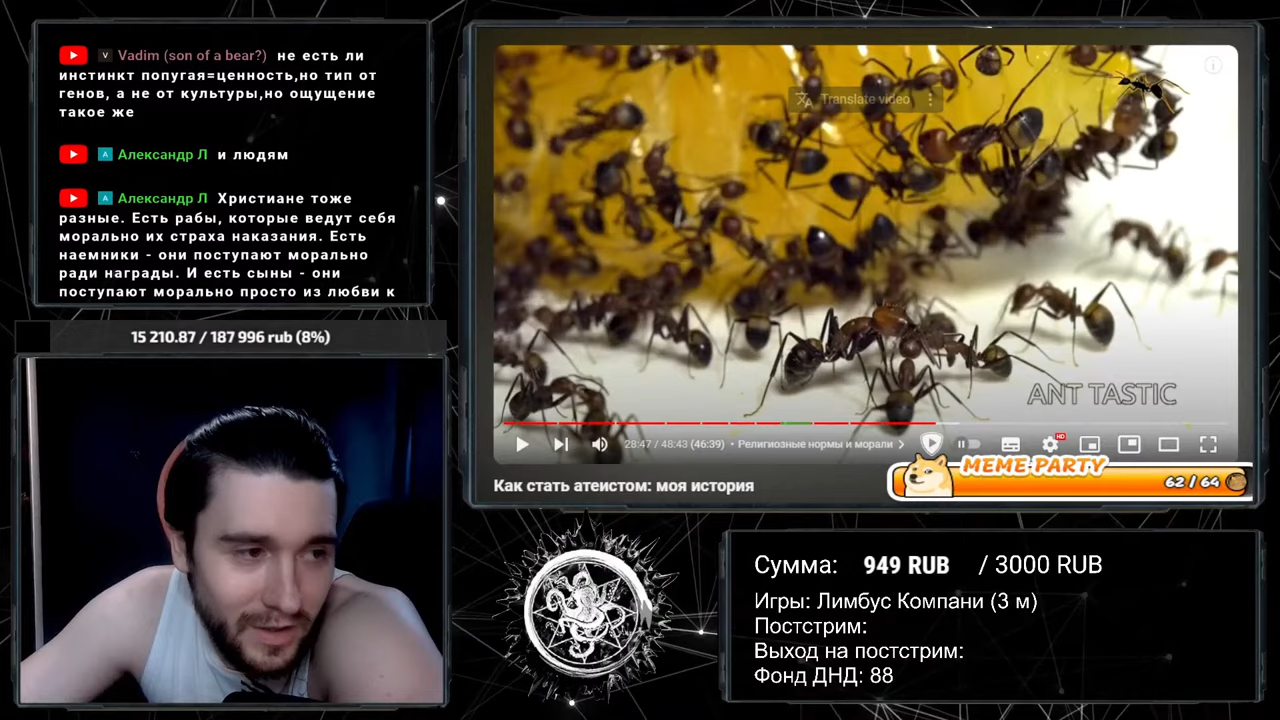 Vadim (son of a bear?) не есть ли
инстинкт попугая=ценность,но тип от
генов, а не от культуры,но ощущение
такое же
Александр Л и людям
Александр Л Христиане тоже
разные. Есть рабы, которые ведут себя
морально их страха наказания. Есть
наемники - они поступают морально
ради награды. И есть сыны - они
поступают морально просто из любви к
15 210.87 / 187 996 rub (8%)
Translate video
ANT TASTIC
28:47 / 48:43 (46:39) • Религиозные нормы и морали
HD
Как стать атеистом: моя история
MEME PARTY
62 / 64
Сумма: 949 RUB / 3000 RUB
Игры: Лимбус Компани (3 м)
Постстрим:
Выход на постстрим:
Фонд ДНД: 88